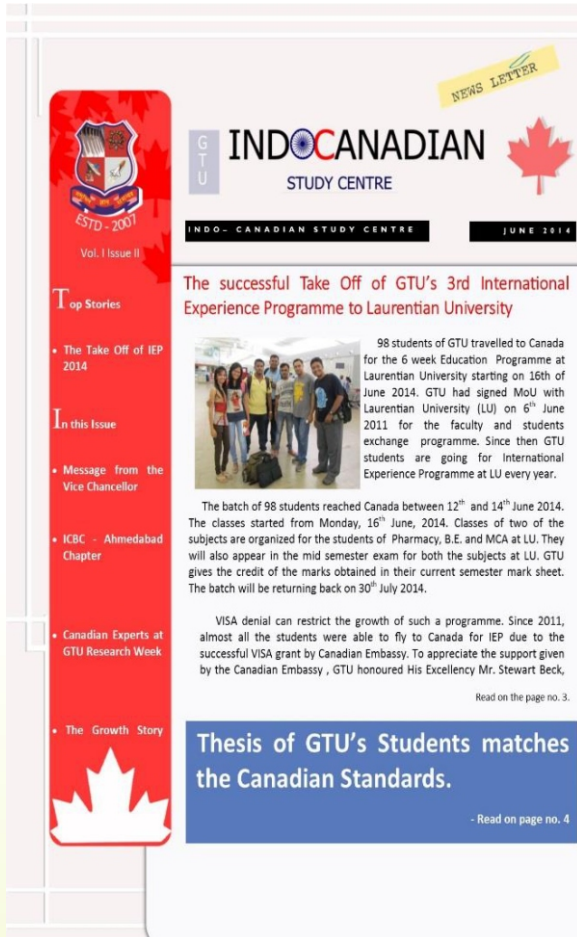 NEWS LETTER
ESTD - 2007
Vol. I Issue II
Top Stories
• The Take Off of IEP
2014
In this Issue
• Message from the
Vice Chancellor
• ICBC - Ahmedabad
Chapter
• Canadian Experts at
GTU Research Week
• The Growth Story
GTU
INDOCANADIAN
STUDY CENTRE
INDO– CANADIAN STUDY CENTRE
JUNE 2014
The successful Take Off of GTU's 3rd International
Experience Programme to Laurentian University
98 students of GTU travelled to Canada
for the 6 week Education Programme at
Laurentian University starting on 16th of
June 2014. GTU had signed MoU with
Laurentian University (LU) on 6th June
2011 for the faculty and students
exchange programme. Since then GTU
students are going for International
Experience Programme at LU every year.
The batch of 98 students reached Canada between 12th and 14th June 2014.
The classes started from Monday, 16th June, 2014. Classes of two of the
subjects are organized for the students of Pharmacy, B.E. and MCA at LU. They
will also appear in the mid semester exam for both the subjects at LU. GTU
gives the credit of the marks obtained in their current semester mark sheet.
The batch will be returning back on 30th July 2014.
VISA denial can restrict the growth of such a programme. Since 2011,
almost all the students were able to fly to Canada for IEP due to the
successful VISA grant by Canadian Embassy. To appreciate the support given
by the Canadian Embassy , GTU honoured His Excellency Mr. Stewart Beck,
Read on the page no. 3.
Thesis of GTU's Students matches
the Canadian Standards.
- Read on page no. 4